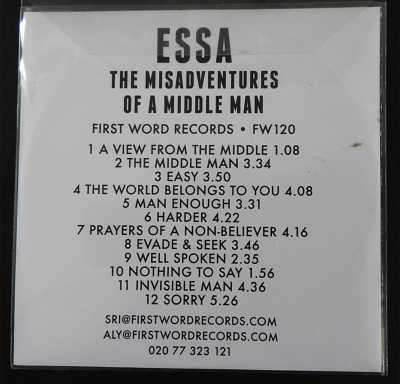 ESSA
THE MISADVENTURES
OF A MIDDLE MAN
FIRST WORD RECORDS • FW120
1 A VIEW FROM THE MIDDLE 1.08
2 THE MIDDLE MAN 3.34
3 EASY 3.50
4 THE WORLD BELONGS TO YOU 4.08
5 MAN ENOUGH 3.31
6 HARDER 4.22
7 PRAYERS OF A NON-BELIEVER 4.16
8 EVADE & SEEK 3.46
9 WELL SPOKEN 2.35
10 NOTHING TO SAY 1.56
11 INVISIBLE MAN 4.36
12 SORRY 5.26
SRI@FIRSTWORDRECORDS.COM
ALY@FIRSTWORDRECORDS.COM
020 77 323 121